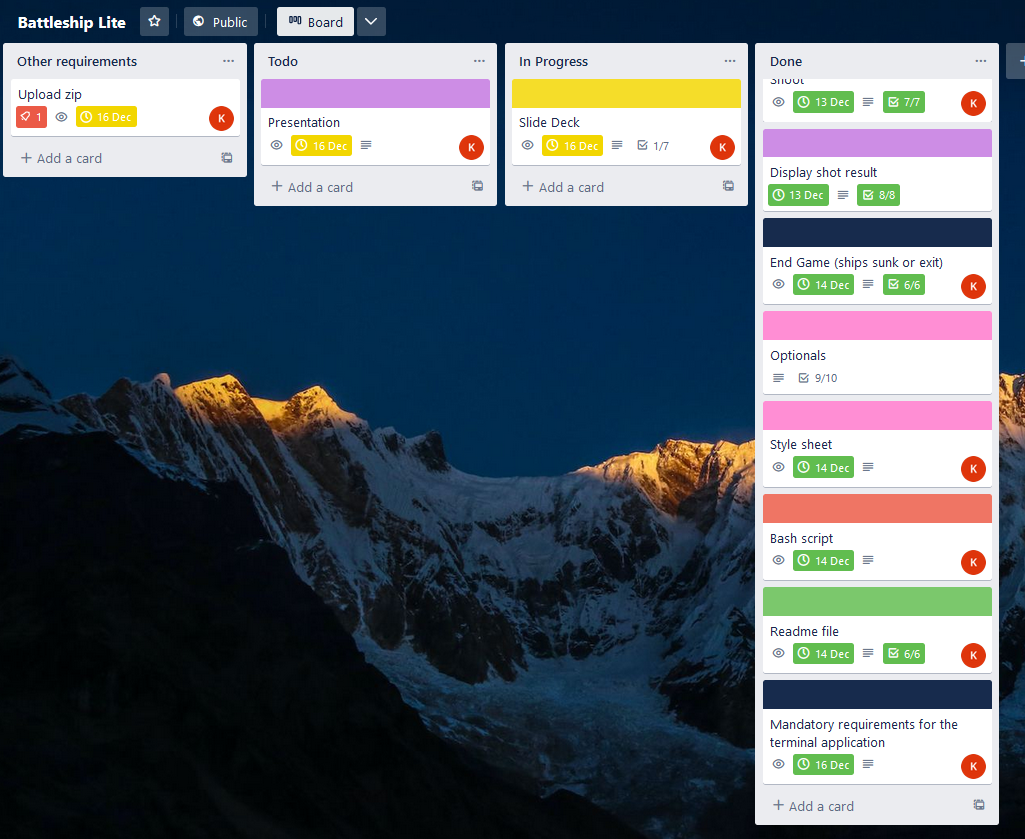 Battleship Lite
Public
Board
Other requirements
Upload zip
1
16 Dec
K
+ Add a card
Todo
Presentation
16 Dec
K
+ Add a card
In Progress
Slide Deck
16 Dec
1/7
K
+ Add a card
Done
Shoot
13 Dec
7/7
K
Display shot result
13 Dec
8/8
End Game (ships sunk or exit)
14 Dec
6/6
K
Optionals
9/10
Style sheet
14 Dec
K
Bash script
14 Dec
K
Readme file
14 Dec
6/6
K
Mandatory requirements for the
terminal application
16 Dec
K
+ Add a card